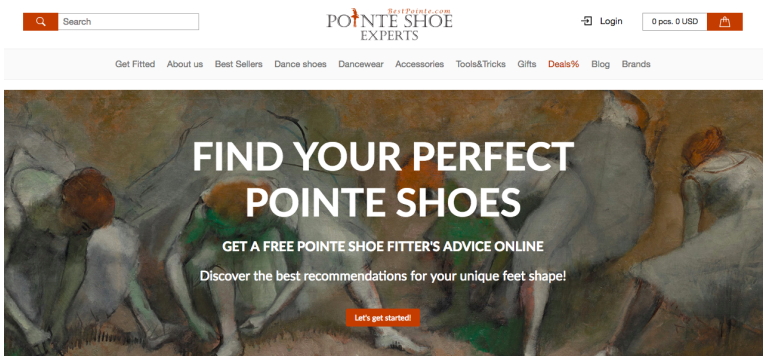 Search
BestPointe.com
POINTE SHOE
EXPERTS
Login
0 pcs. 0 USD
Get Fitted About us Best Sellers Dance shoes Dancewear Accessories Tools&Tricks Gifts Deals% Blog Brands
FIND YOUR PERFECT
POINTE SHOES
GET A FREE POINTE SHOE FITTER'S ADVICE ONLINE
Discover the best recommendations for your unique feet shape!
Let's get started!